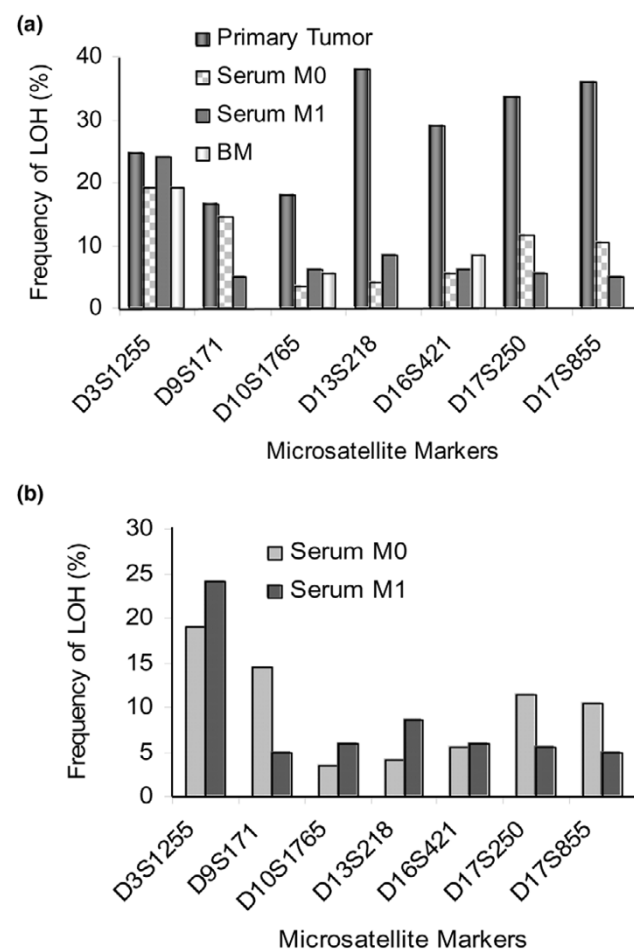 (a)
Primary Tumor
Serum M0
Serum M1
BM
Frequency of LOH (%)
40
30
20
10
0
D3S1255
D9S171
D10S1765
D13S218
D16S421
D17S250
D17S855
Microsatellite Markers
(b)
Serum M0
Serum M1
Frequency of LOH (%)
30
25
20
15
10
5
0
D3S1255
D9S171
D10S1765
D13S218
D16S421
D17S250
D17S855
Microsatellite Markers